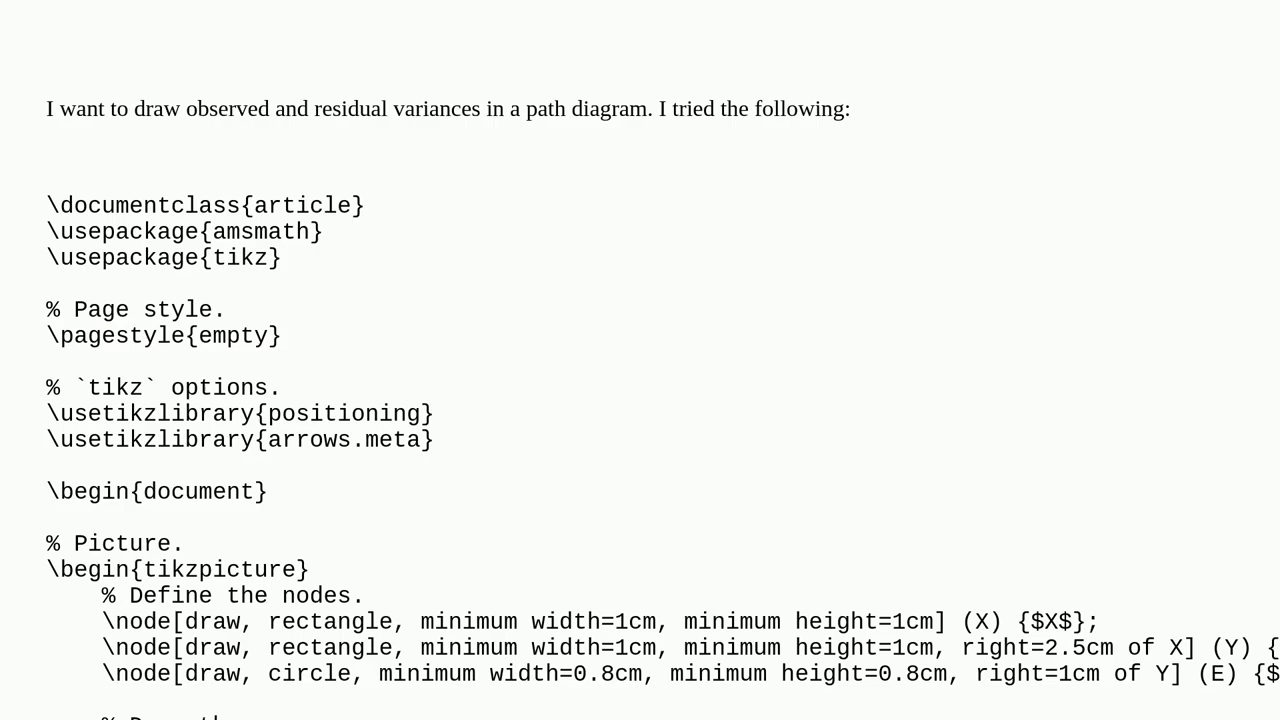 I want to draw observed and residual variances in a path diagram. I tried the following:
\documentclass{article}
\usepackage{amsmath}
\usepackage{tikz}
% Page style.
\pagestyle{empty}
% `tikz` options.
\usetikzlibrary{positioning}
\usetikzlibrary{arrows.meta}
\begin{document}
% Picture.
\begin{tikzpicture}
    % Define the nodes.
    \node[draw, rectangle, minimum width=1cm, minimum height=1cm] (X) {$X$};
    \node[draw, rectangle, minimum width=1cm, minimum height=1cm, right=2.5cm of X] (Y) {
    \node[draw, circle, minimum width=0.8cm, minimum height=0.8cm, right=1cm of Y] (E) {$